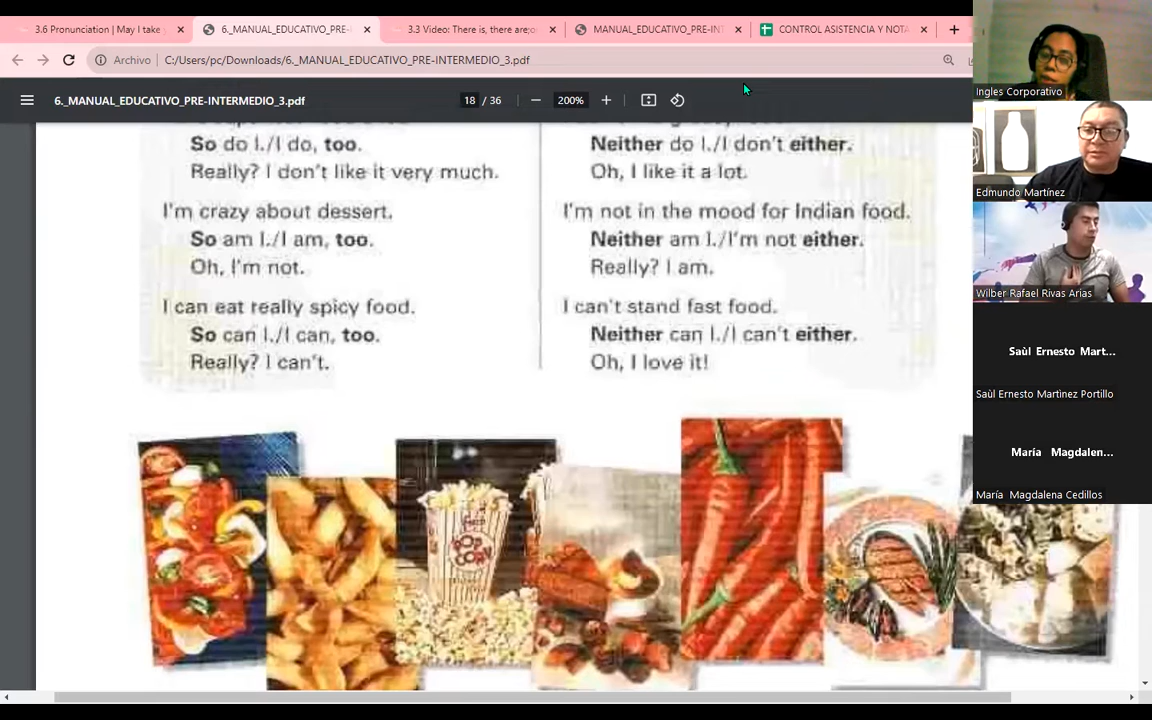 3.6 Pronunciation | May I take
6._MANUAL_EDUCATIVO_PRE-
3.3 Video: There is, there are;o
MANUAL_EDUCATIVO_PRE-INT
CONTROL ASISTENCIA Y NOTA
Archivo
C:/Users/pc/Downloads/6._MANUAL_EDUCATIVO_PRE-INTERMEDIO_3.pdf
6._MANUAL_EDUCATIVO_PRE-INTERMEDIO_3.pdf
18 / 36
200%
So do I./I do, too.
Really? I don't like it very much.
I'm crazy about dessert.
So am I./I am, too.
Oh, I'm not.
I can eat really spicy food.
So can I./I can, too.
Really? I can't.
Neither do I./I don't either.
Oh, I like it a lot.
I'm not in the mood for Indian food.
Neither am I./I'm not either.
Really? I am.
I can't stand fast food.
Neither can I./I can't either.
Oh, I love it!
POP
CORN
Ingles Corporativo
Edmundo Martínez
Wilber Rafael Rivas Arias
Saùl Ernesto Mart...
Saùl Ernesto Martìnez Portillo
María Magdalen...
María Magdalena Cedillos